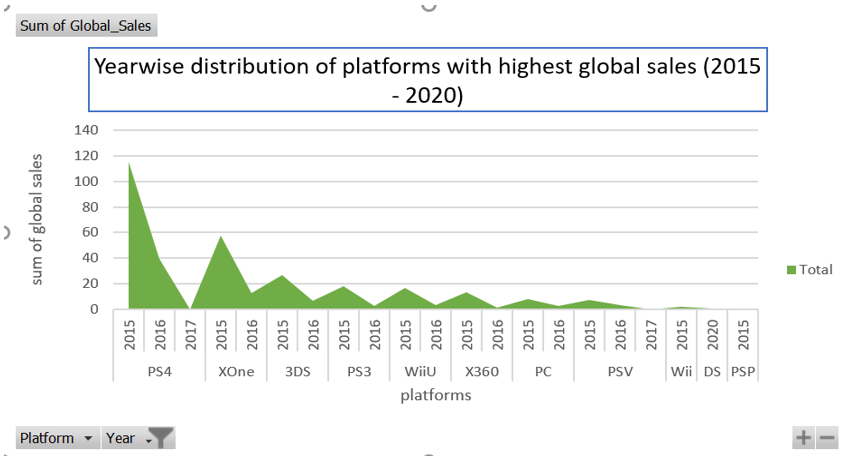 Sum of Global_Sales
Yearwise distribution of platforms with highest global sales (2015
- 2020)
sum of global sales
140
120
100
80
60
40
20
0
2015 2016 2017 2015 2016 2015 2016 2015 2016 2015 2016 2015 2016 2015 2016 2015 2016 2017 2015 2020 2015
PS4 XOne 3DS PS3 WiiU X360 PC PSV Wii DS PSP
platforms
Total
Platform Year